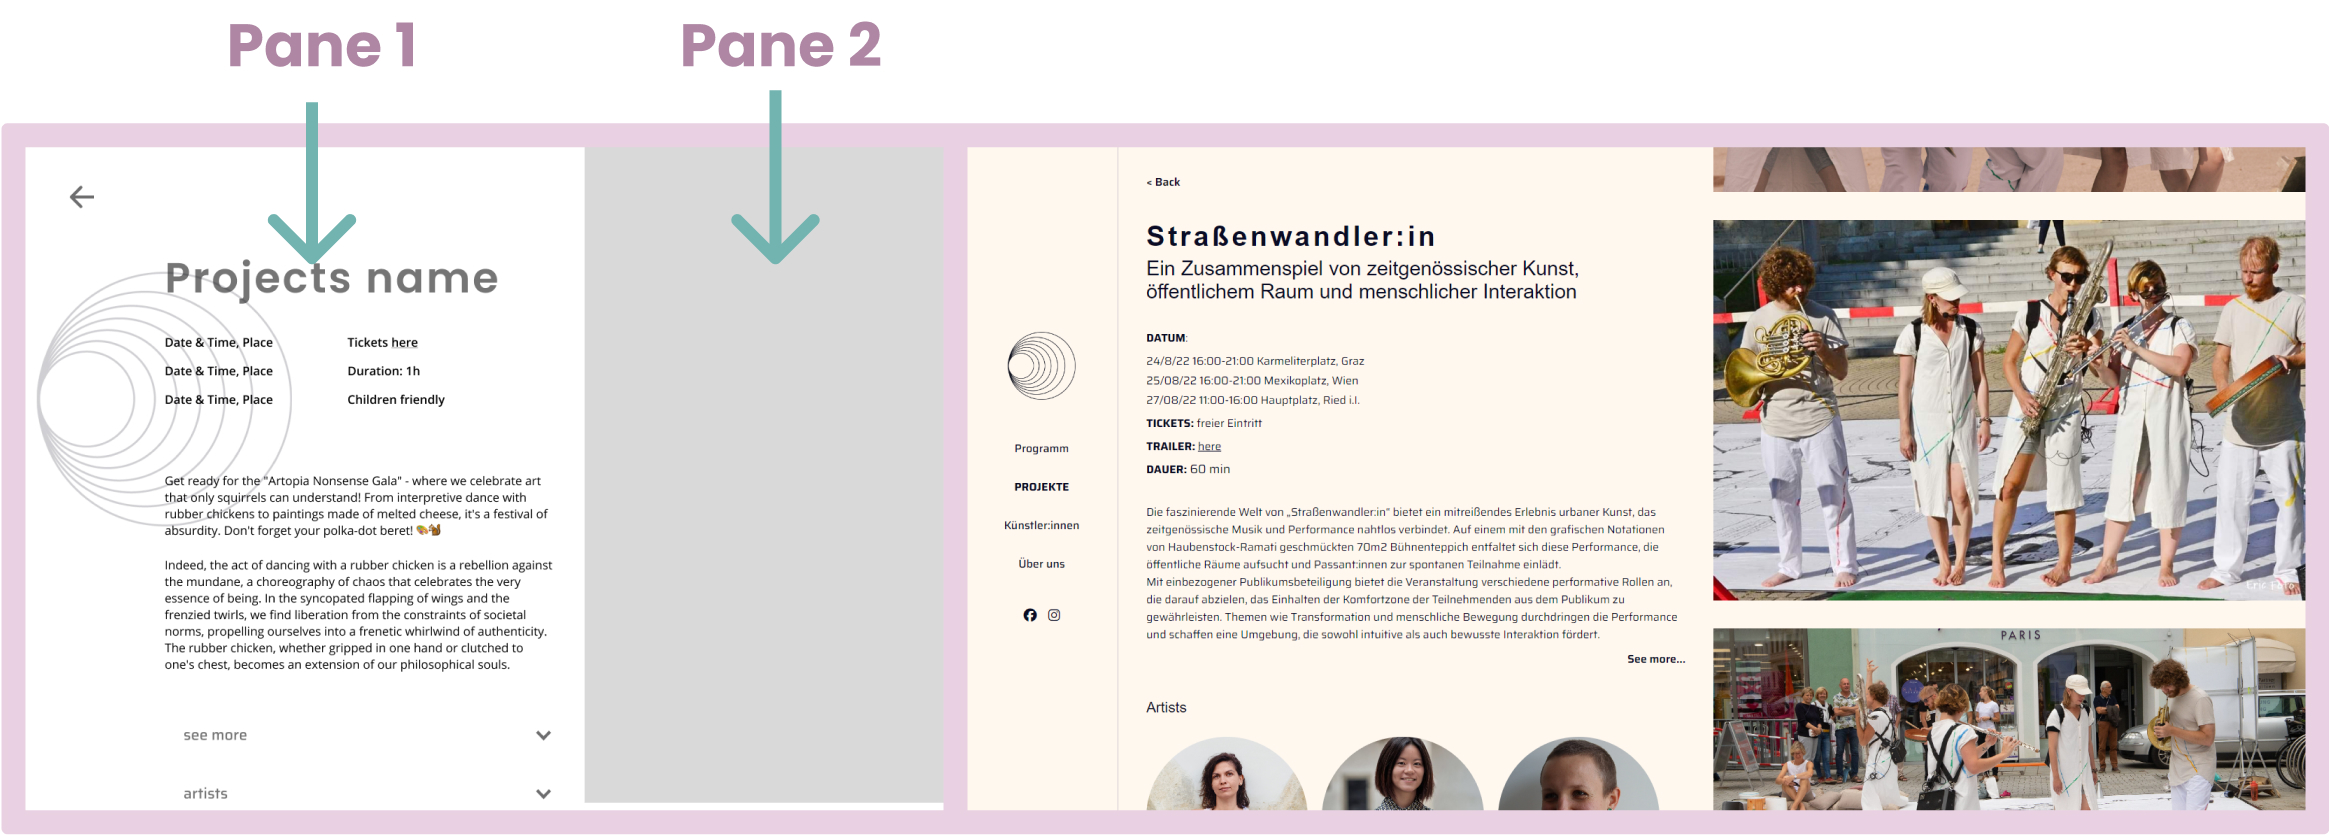 Pane 1
Pane 2
Projects name
Date & Time, Place
Tickets here
Date & Time, Place
Duration: 1h
Date & Time, Place
Children friendly
Get ready for the "Artopia Nonsense Gala" - where we celebrate art
that only squirrels can understand! From interpretive dance with
rubber chickens to paintings made of melted cheese, it's a festival of
absurdity. Don't forget your polka-dot beret! 🎨🐿️
Indeed, the act of dancing with a rubber chicken is a rebellion against
the mundane, a choreography of chaos that celebrates the very
essence of being. In the syncopated flapping of wings and the
frenzied twirls, we find liberation from the constraints of societal
norms, propelling ourselves into a frenetic whirlwind of authenticity.
The rubber chicken, whether gripped in one hand or clutched to
one's chest, becomes an extension of our philosophical souls.
see more
artists
Programm
PROJEKTE
Künstler:innen
Über uns
< Back
Straßenwandler:in
Ein Zusammenspiel von zeitgenössischer Kunst,
öffentlichem Raum und menschlicher Interaktion
DATUM:
24/8/22 16:00-21:00 Karmeliterplatz, Graz
25/08/22 16:00-21:00 Mexikoplatz, Wien
27/08/22 11:00-16:00 Hauptplatz, Ried i.I.
TICKETS: freier Eintritt
TRAILER: here
DAUER: 60 min
Die faszinierende Welt von „Straßenwandler:in" bietet ein mitreißendes Erlebnis urbaner Kunst, das
zeitgenössische Musik und Performance nahtlos verbindet. Auf einem mit den grafischen Notationen
von Haubenstock-Ramati geschmückten 70m2 Bühnenteppich entfaltet sich diese Performance, die
öffentliche Räume aufsucht und Passant:innen zur spontanen Teilnahme einlädt.
Mit einbezogener Publikumsbeteiligung bietet die Veranstaltung verschiedene performative Rollen an,
die darauf abzielen, das Einhalten der Komfortzone der Teilnehmenden aus dem Publikum zu
gewährleisten. Themen wie Transformation und menschliche Bewegung durchdringen die Performance
und schaffen eine Umgebung, die sowohl intuitive als auch bewusste Interaktion fördert.
See more...
Artists
PARIS